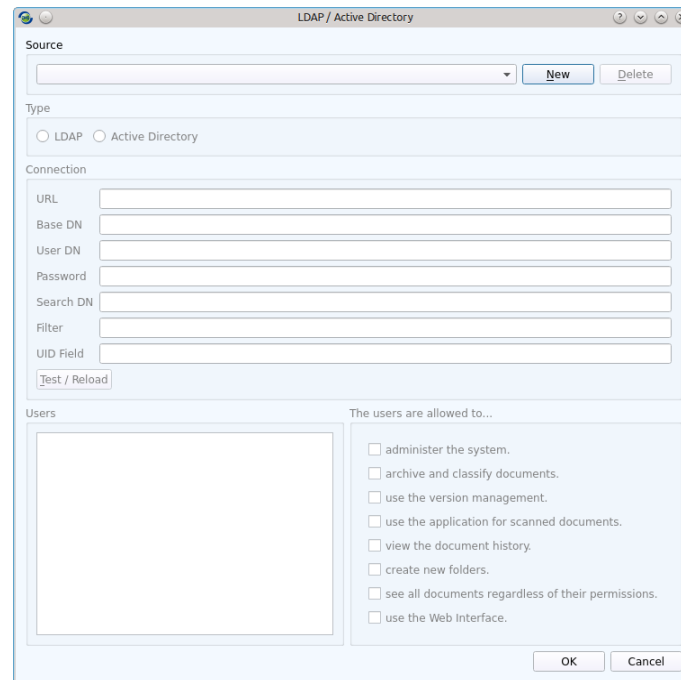 LDAP / Active Directory
Source
New Delete
Type
LDAP Active Directory
Connection
URL
Base DN
User DN
Password
Search DN
Filter
UID Field
Test / Reload
Users
The users are allowed to...
administer the system.
archive and classify documents.
use the version management.
use the application for scanned documents.
view the document history.
create new folders.
see all documents regardless of their permissions.
use the Web Interface.
OK Cancel